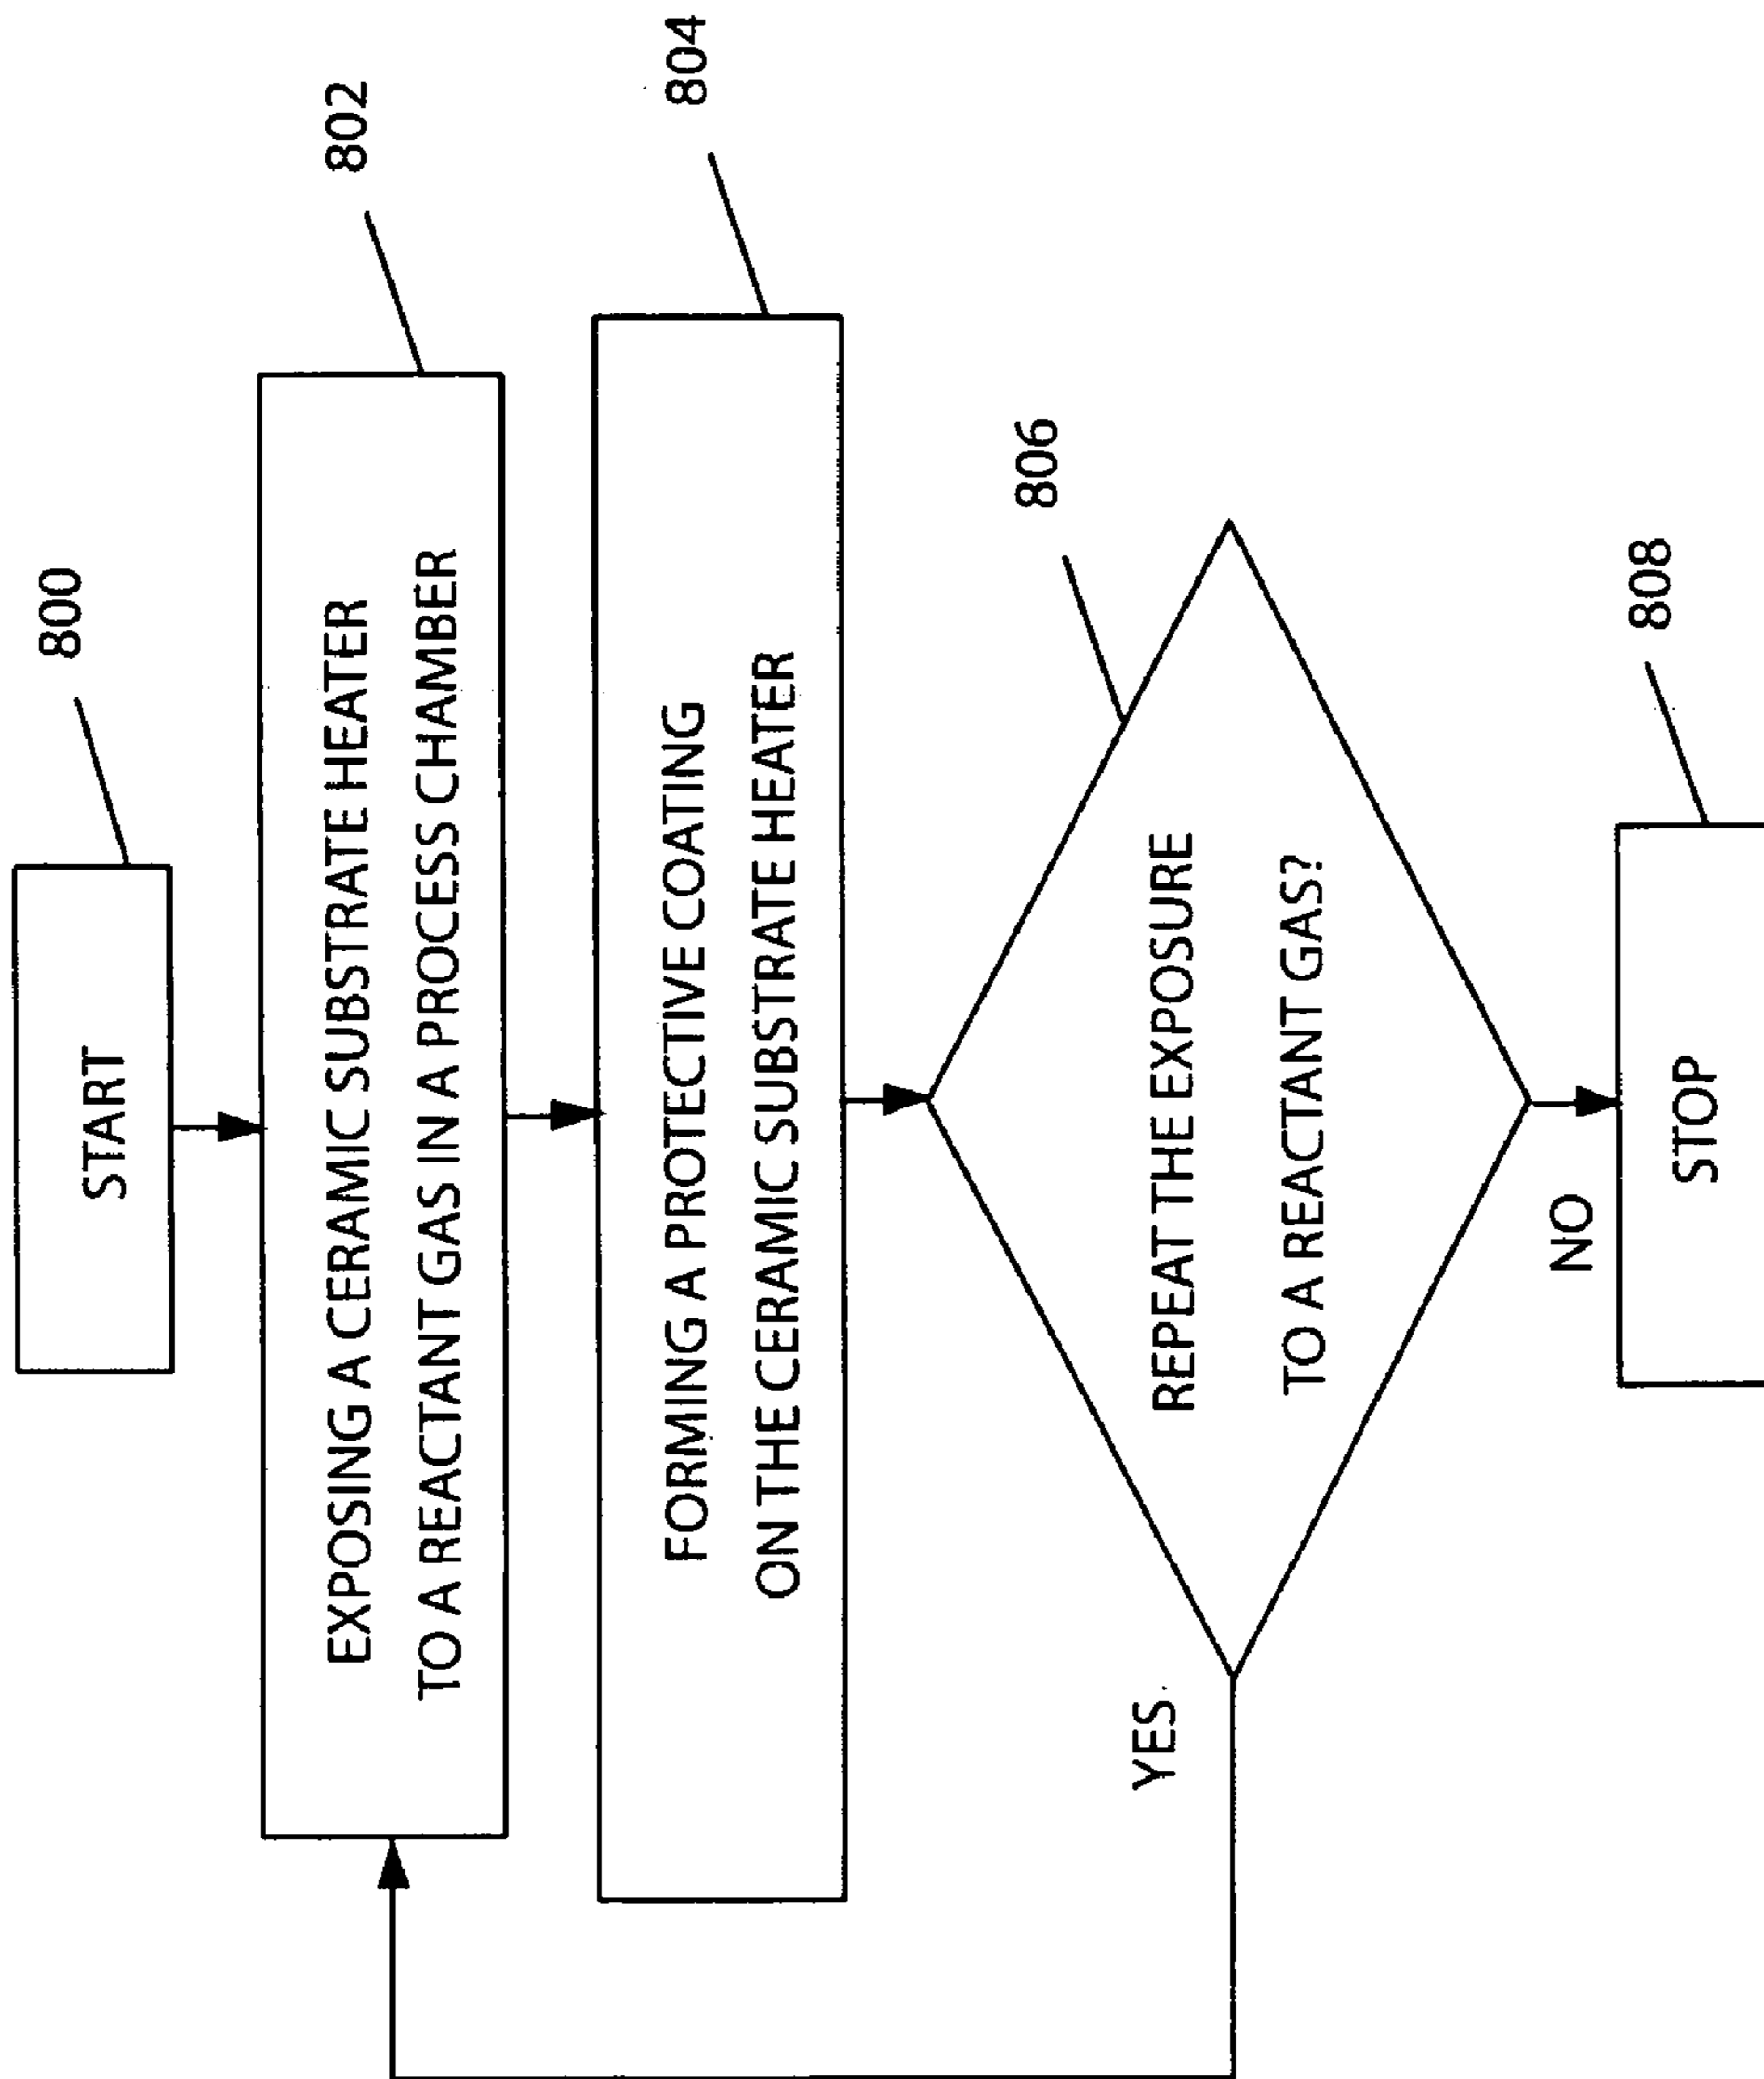 800
START
802
EXPOSING A CERAMIC SUBSTRATE HEATER
TO A REACTANT GAS IN A PROCESS CHAMBER
804
FORMING A PROTECTIVE COATING
ON THE CERAMIC SUBSTRATE HEATER
806
REPEAT THE EXPOSURE
TO A REACTANT GAS?
YES
NO
808
STOP